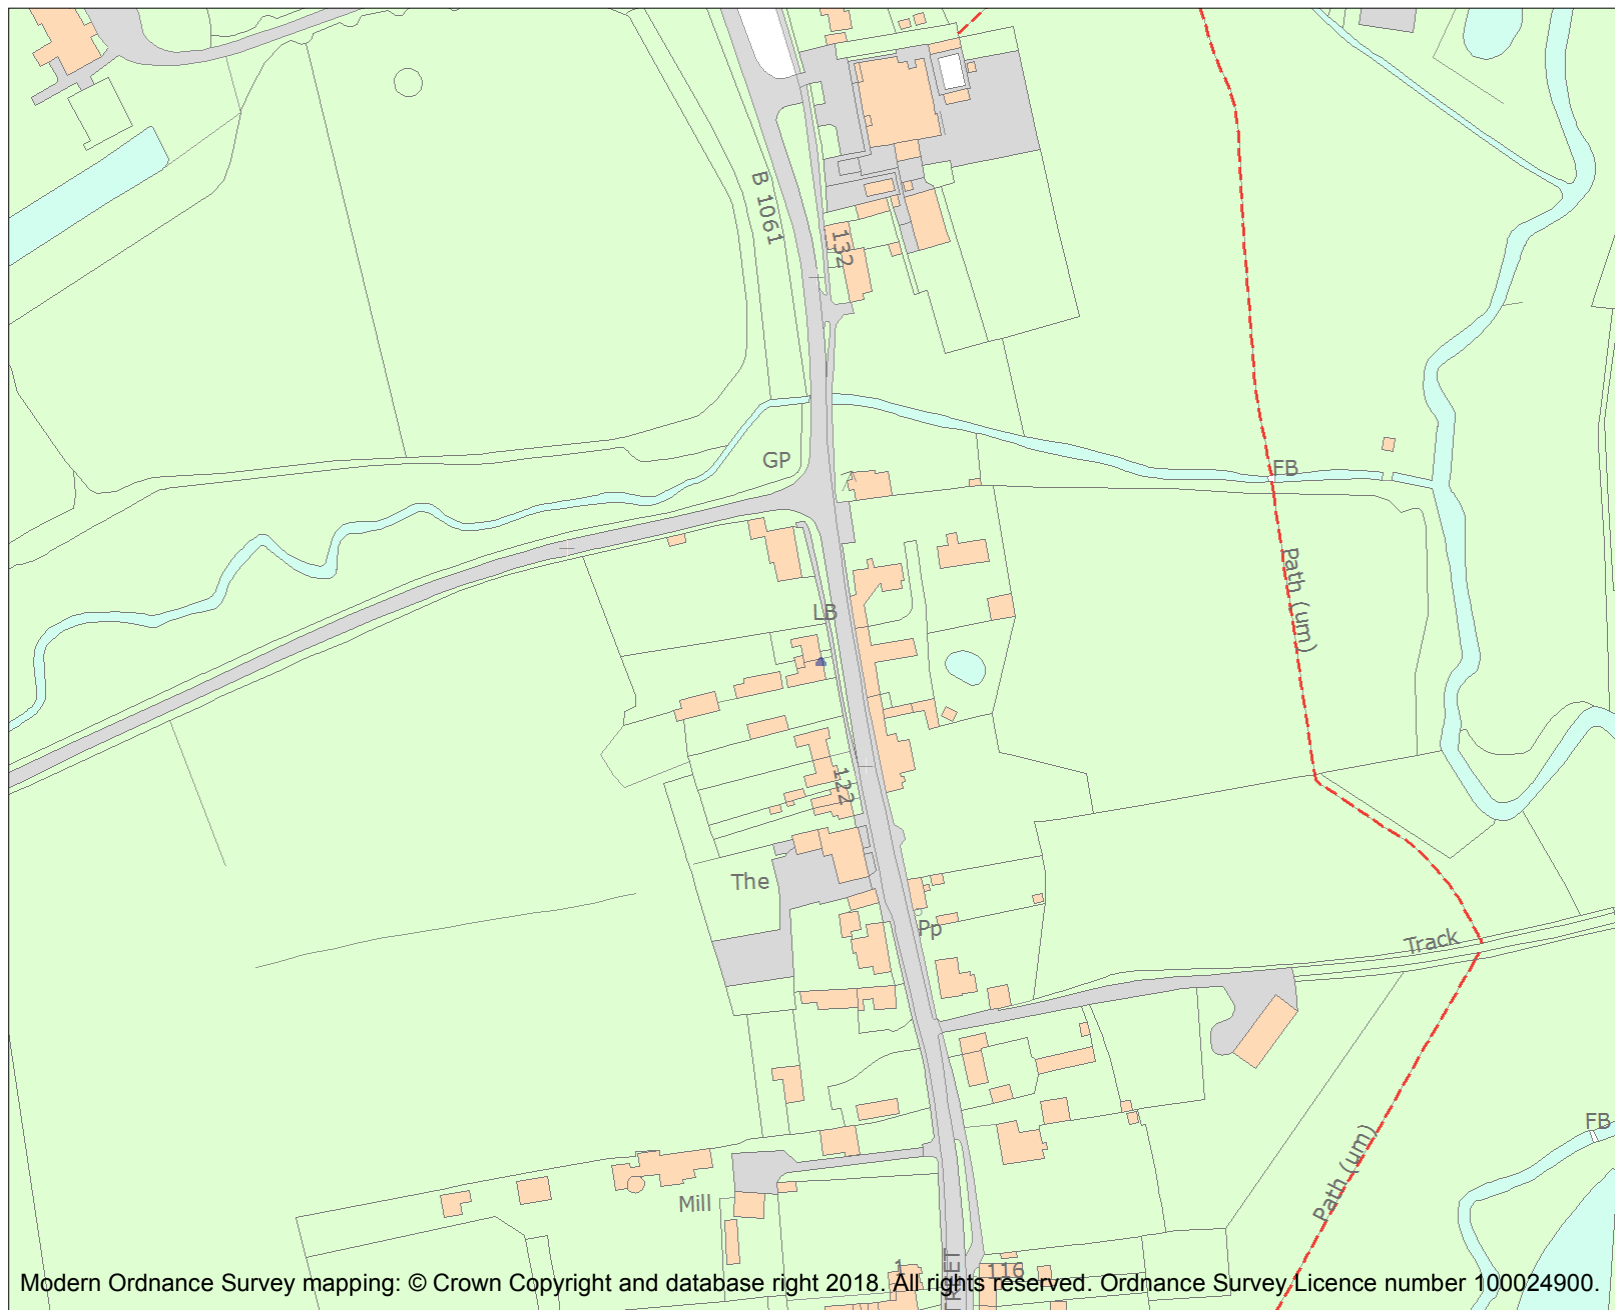 B 1061
132
GP
FB
Path (um)
LB
122
The
Pp
Track
FB
Path (um)
Mill
1
116
Modern Ordnance Survey mapping: © Crown Copyright and database right 2018. All rights reserved. Ordnance Survey Licence number 100024900.